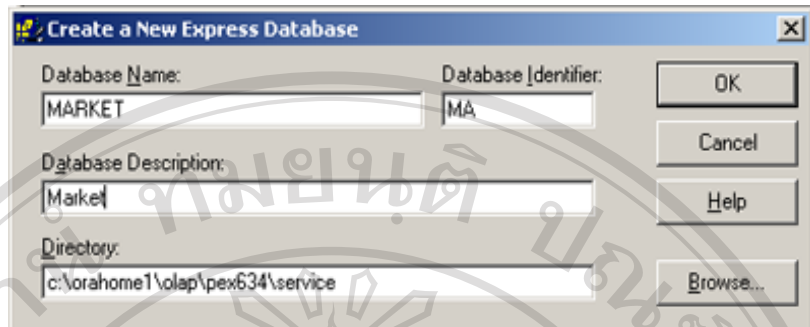 Create a New Express Database
Database Name: Database Identifier:
MARKET MA
OK
Cancel
Database Description:
Market
Help
Directory:
c:\orahome1\olap\pex634\service
Browse...